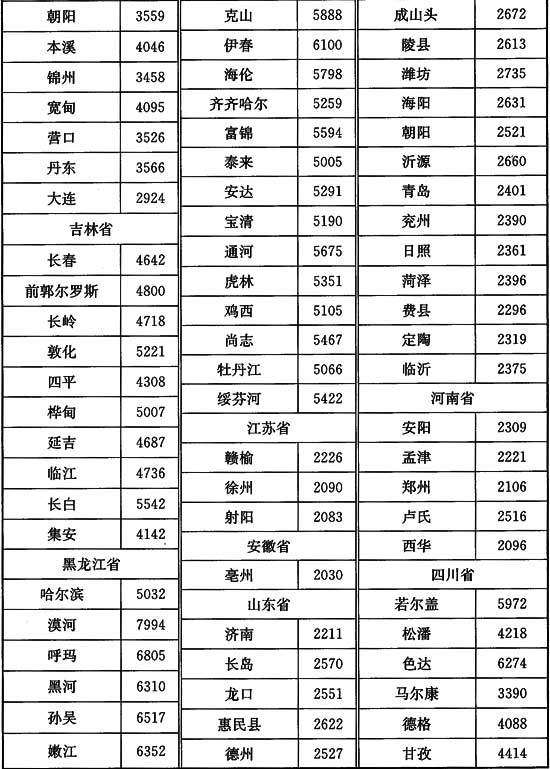 朝阳 3559
本溪 4046
锦州 3458
宽甸 4095
营口 3526
丹东 3566
大连 2924
吉林省
长春 4642
前郭尔罗斯 4800
长岭 4718
敦化 5221
四平 4308
桦甸 5007
延吉 4687
临江 4736
长白 5542
集安 4142
黑龙江省
哈尔滨 5032
漠河 7994
呼玛 6805
黑河 6310
孙吴 6517
嫩江 6352
克山 5888
伊春 6100
海伦 5798
齐齐哈尔 5259
富锦 5594
泰来 5005
安达 5291
宝清 5190
通河 5675
虎林 5351
鸡西 5105
尚志 5467
牡丹江 5066
绥芬河 5422
江苏省
赣榆 2226
徐州 2090
射阳 2083
安徽省
亳州 2030
山东省
济南 2211
长岛 2570
龙口 2551
惠民县 2622
德州 2527
成山头 2672
陵县 2613
潍坊 2735
海阳 2631
朝阳 2521
沂源 2660
青岛 2401
兖州 2390
日照 2361
菏泽 2396
费县 2296
定陶 2319
临沂 2375
河南省
安阳 2309
孟津 2221
郑州 2106
卢氏 2516
西华 2096
四川省
若尔盖 5972
松潘 4218
色达 6274
马尔康 3390
德格 4088
甘孜 4414